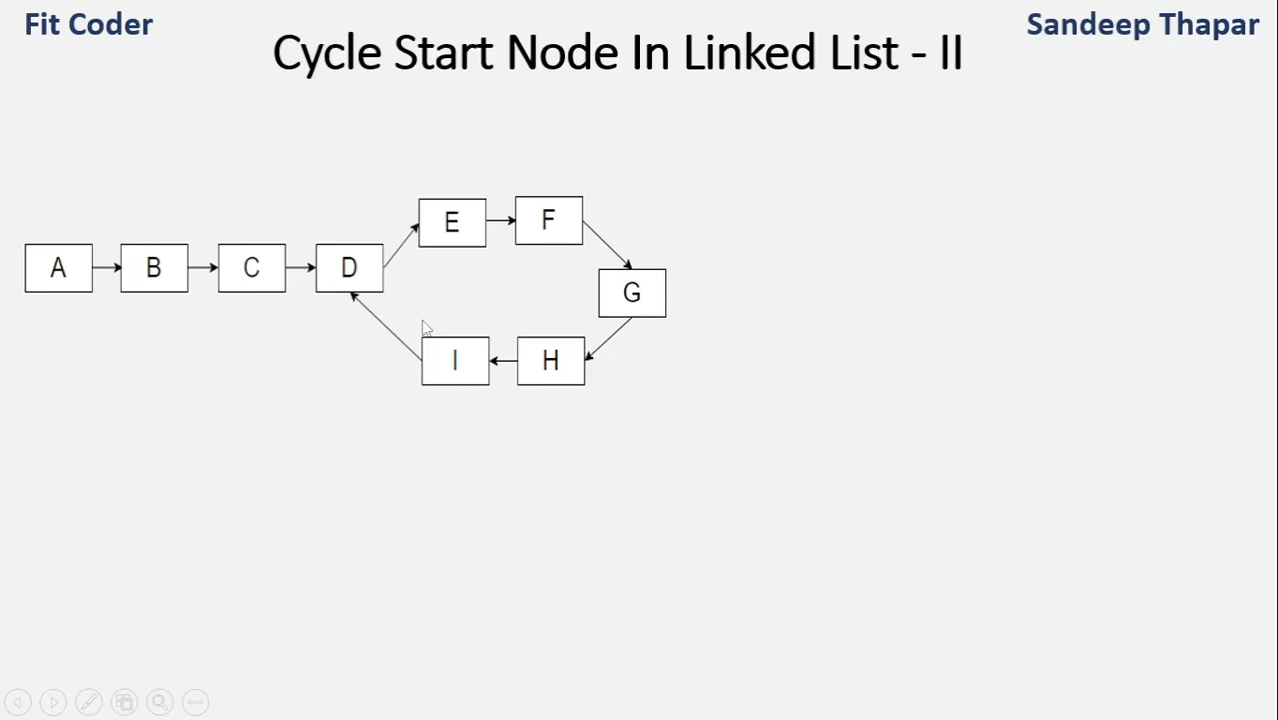 Fit Coder
Sandeep Thapar
Cycle Start Node In Linked List - II
E
F
A
B
C
D
G
I
H